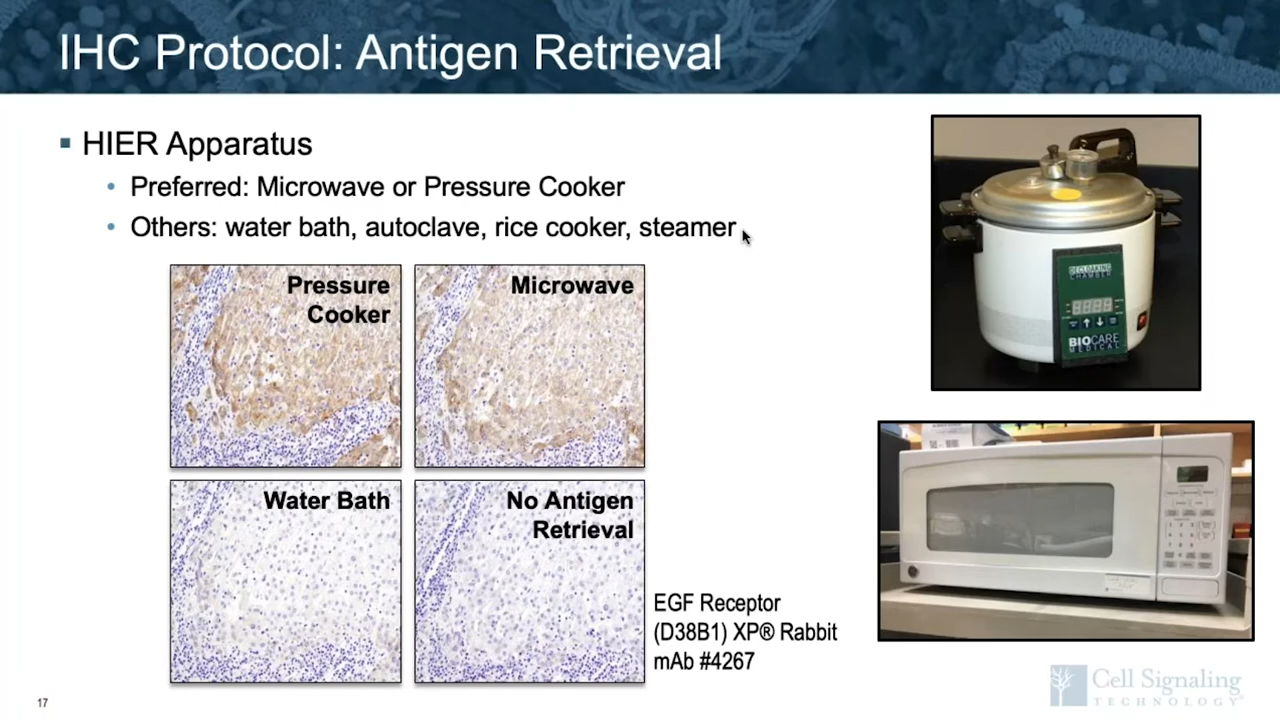 IHC Protocol: Antigen Retrieval
HIER Apparatus
Preferred: Microwave or Pressure Cooker
Others: water bath, autoclave, rice cooker, steamer
Pressure
Cooker
Microwave
Water Bath
No Antigen
Retrieval
EGF Receptor
(D38B1) XP® Rabbit
mAb #4267
DECLOAKING
CHAMBER
BIOCARE
MEDICAL
17
Cell Signaling
TECHNOLOGY